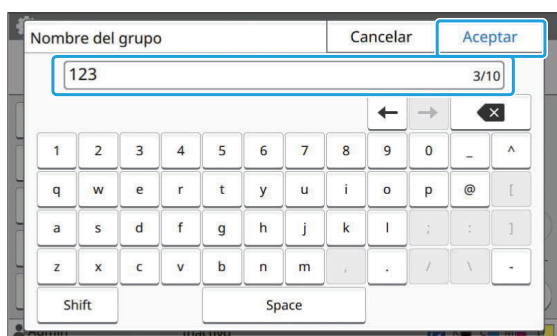 Nombre del grupo Cancelar Aceptar
123 3/10
1 2 3 4 5 6 7 8 9 0 _ ^
q w e r t y u i o p @ [
a s d f g h j k l ; : ]
z x c v b n m , . / \ -
Shift Space